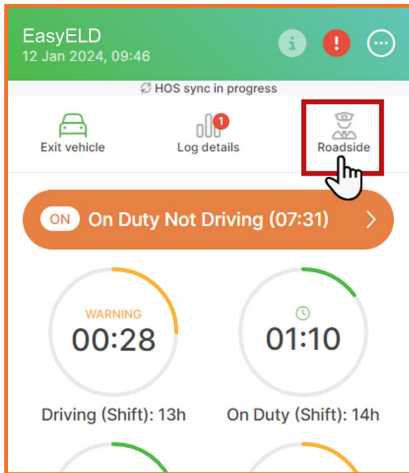 EasyELD
12 Jan 2024, 09:46
i ! ...
HOS sync in progress
1
Exit vehicle Log details Roadside
ON On Duty Not Driving (07:31)
WARNING
00:28 01:10
Driving (Shift): 13h On Duty (Shift): 14h